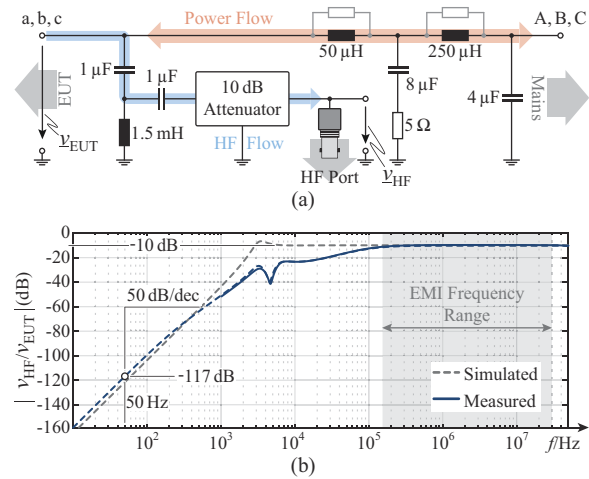 a, b, c
Power Flow
A, B, C
50 μH
250 μH
1 μF
1 μF
10 dB
Attenuator
8 μF
4 μF
EUT
Mains
v_EUT
1.5 mH
HF Flow
5 Ω
v_HF
HF Port
(a)
| v_HF/v_EUT | (dB)
0
-20
-40
-60
-80
-100
-120
-140
-160
-10 dB
50 dB/dec
EMI Frequency
Range
-117 dB
50 Hz
Simulated
Measured
10^2
10^3
10^4
10^5
10^6
10^7
f/Hz
(b)